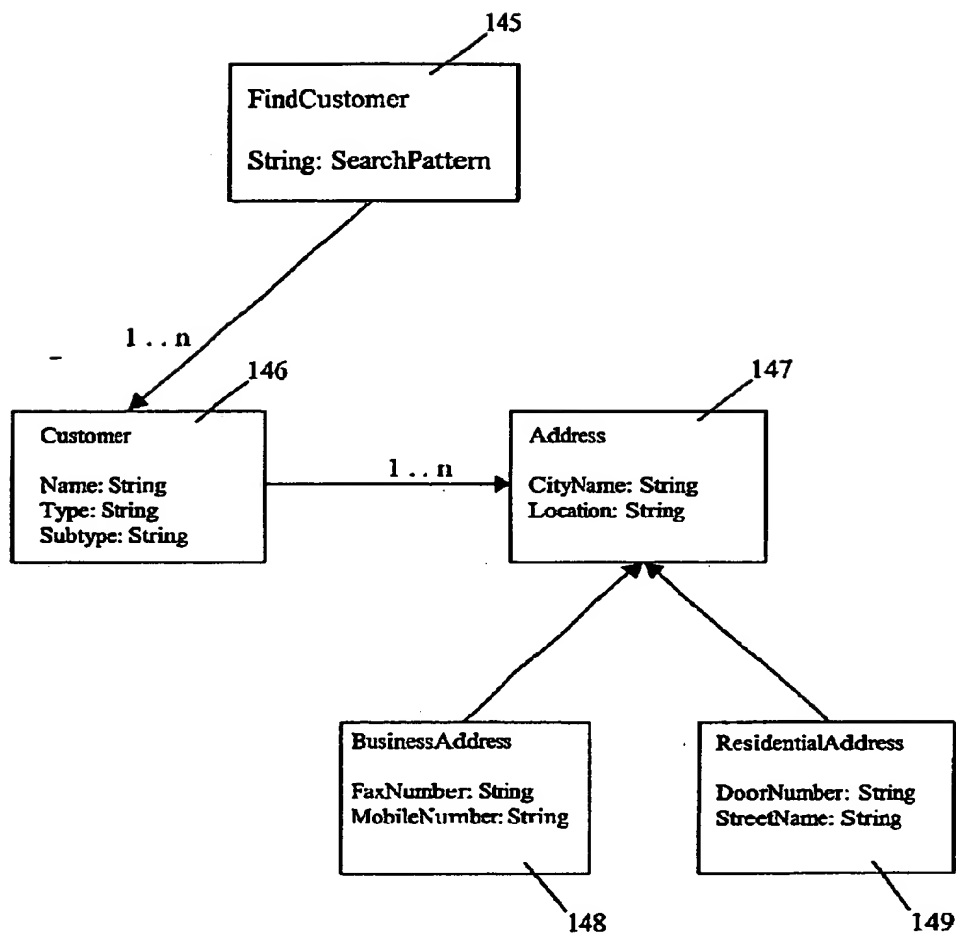 145
FindCustomer
String: SearchPattern
1 . . n
146
Customer
Name: String
Type: String
Subtype: String
1 . . n
147
Address
CityName: String
Location: String
BusinessAddress
FaxNumber: String
MobileNumber: String
148
ResidentialAddress
DoorNumber: String
StreetName: String
149